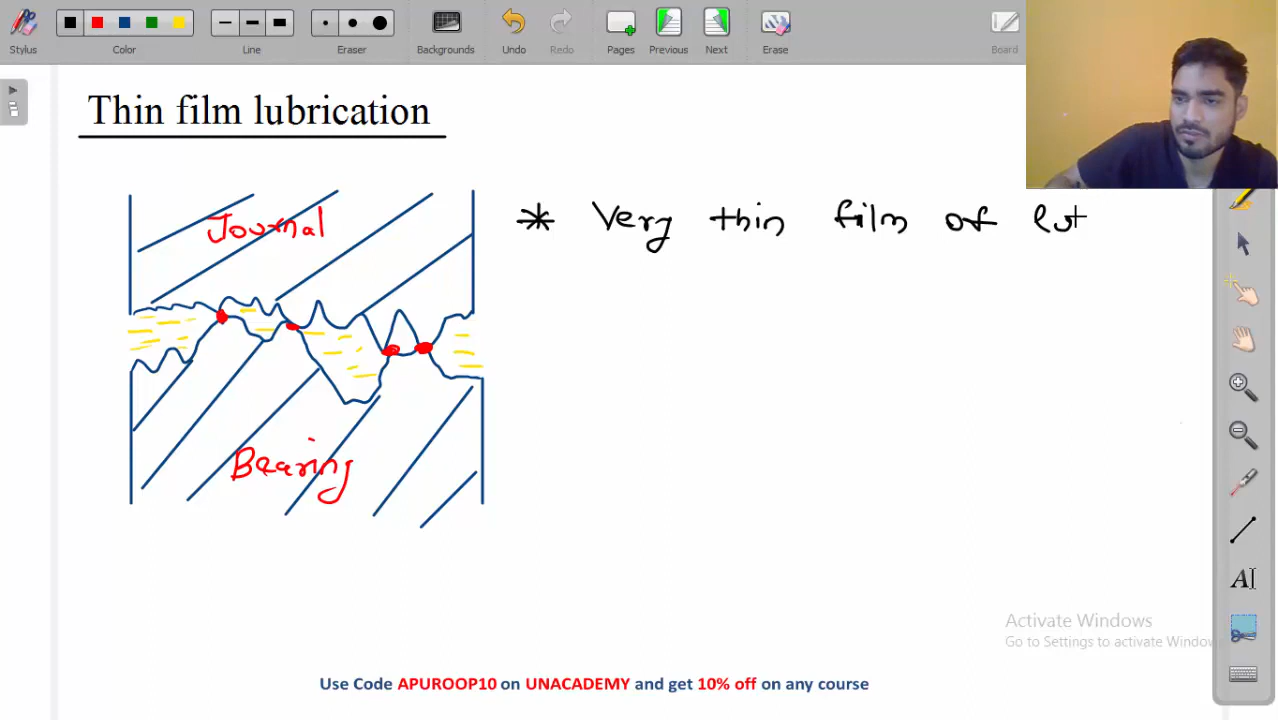 Stylus
Color
Line
Eraser
Backgrounds
Undo
Redo
Pages
Previous
Next
Erase
Board
Thin film lubrication
Journal
* Very thin film of lut
Bearing
A
Activate Windows
Go to Settings to activate Window
Use Code APUROOP10 on UNACADEMY and get 10% off on any course